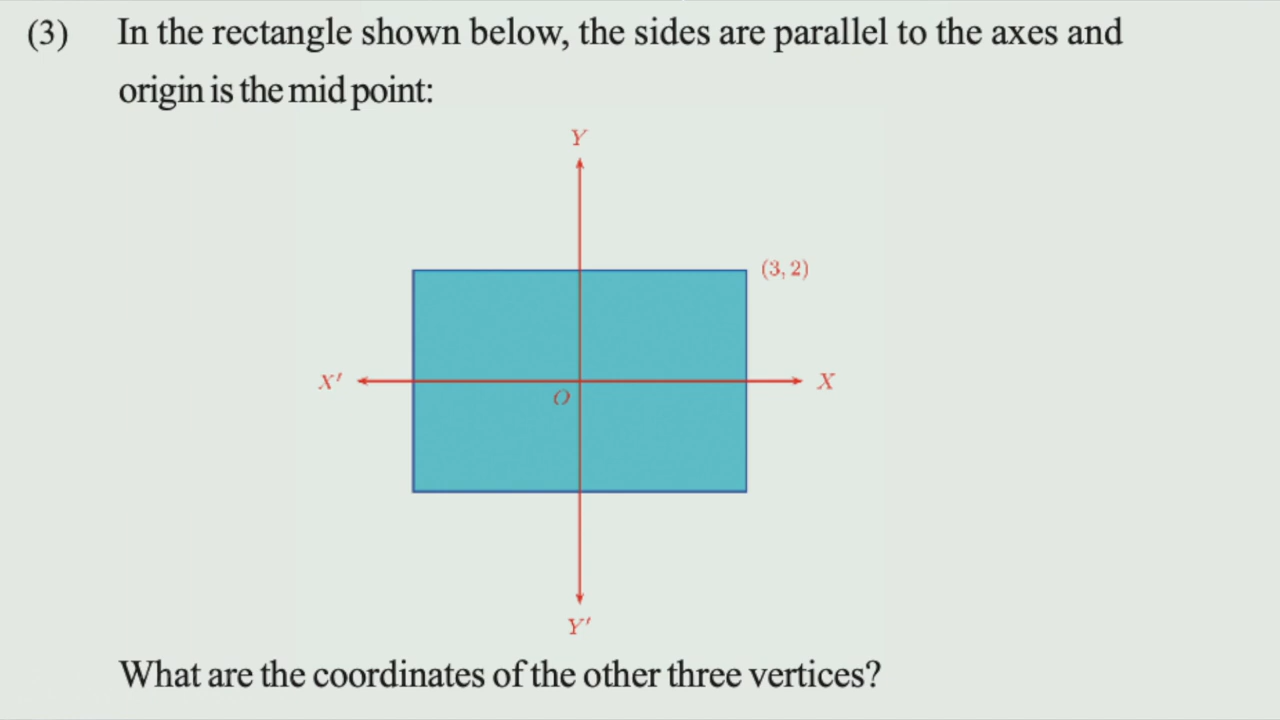 (3) In the rectangle shown below, the sides are parallel to the axes and
origin is the mid point:
Y
(3, 2)
X′
O
X
Y′
What are the coordinates of the other three vertices?